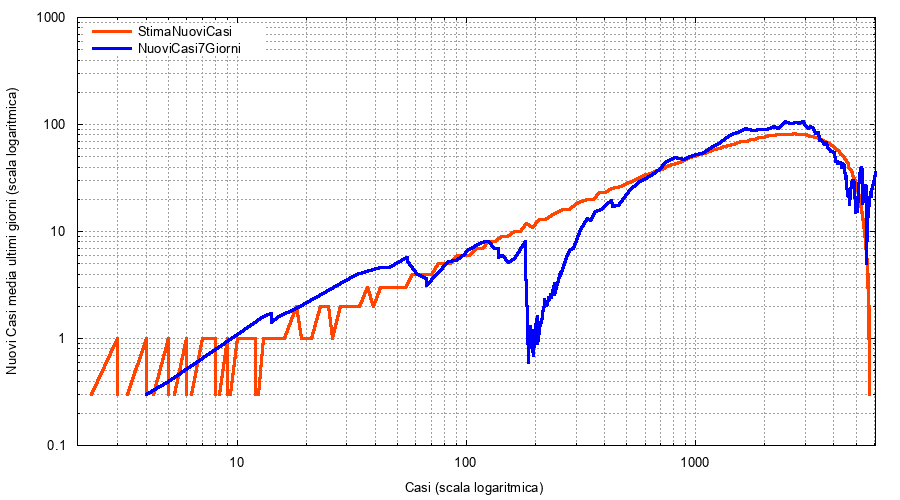 1000
StimaNuoviCasi
NuoviCasi7Giorni
100
10
1
0.1
Nuovi Casi media ultimi giorni (scala logaritmica)
10
100
1000
Casi (scala logaritmica)